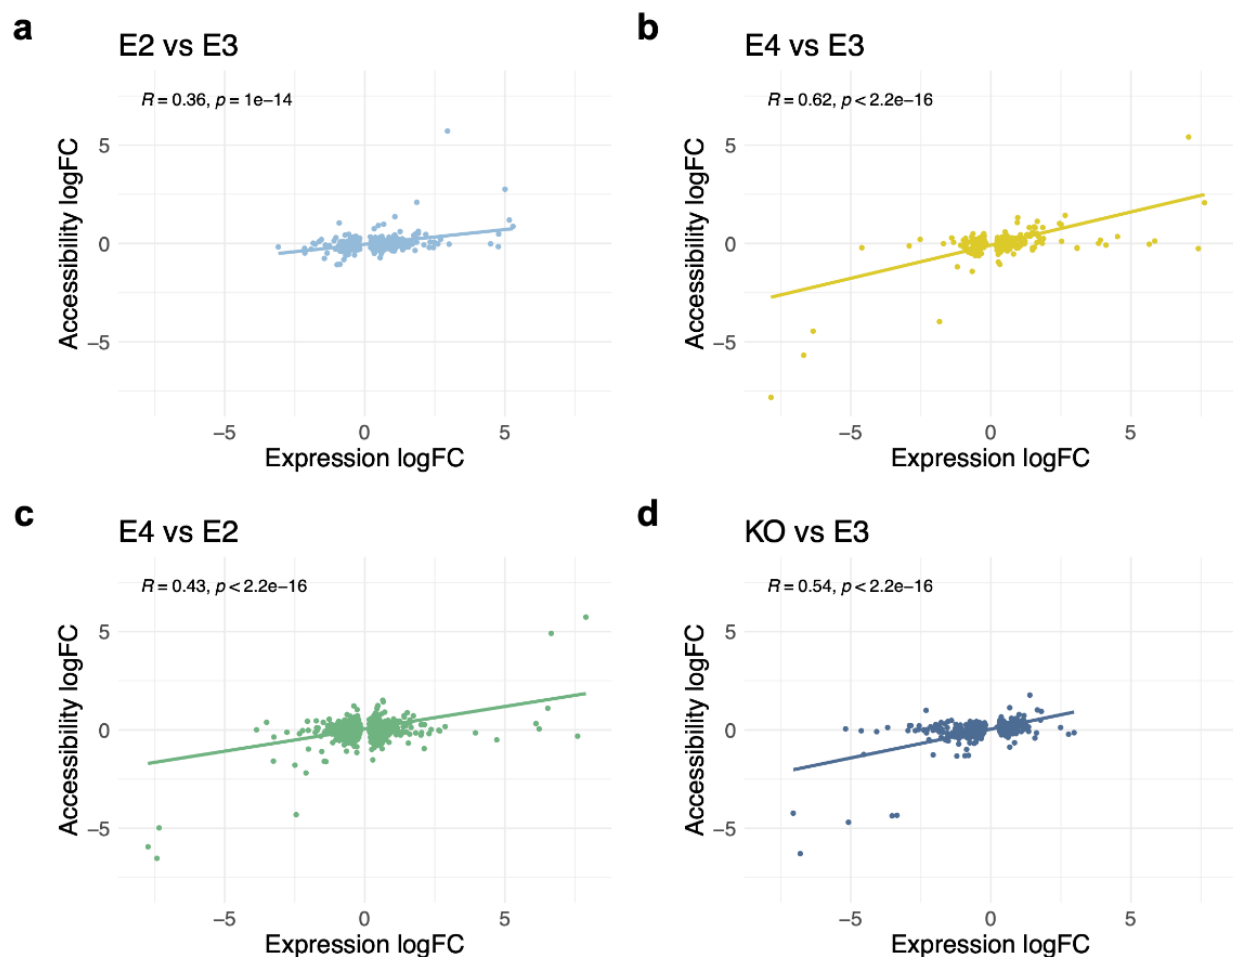 a
E2 vs E3
R = 0.36, p = 1e−14
5
0
−5
Accessibility logFC
−5 0 5
Expression logFC
b
E4 vs E3
R = 0.62, p < 2.2e−16
5
0
−5
Accessibility logFC
−5 0 5
Expression logFC
c
E4 vs E2
R = 0.43, p < 2.2e−16
5
0
−5
Accessibility logFC
−5 0 5
Expression logFC
d
KO vs E3
R = 0.54, p < 2.2e−16
5
0
−5
Accessibility logFC
−5 0 5
Expression logFC